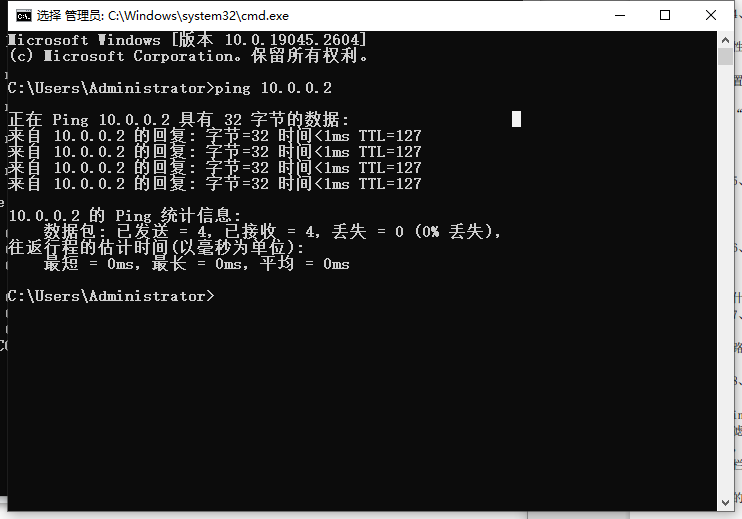 选择 管理员: C:\Windows\system32\cmd.exe
Microsoft Windows [版本 10.0.19045.2604]
(c) Microsoft Corporation。保留所有权利。
C:\Users\Administrator>ping 10.0.0.2
正在 Ping 10.0.0.2 具有 32 字节的数据:
来自 10.0.0.2 的回复: 字节=32 时间<1ms TTL=127
来自 10.0.0.2 的回复: 字节=32 时间<1ms TTL=127
来自 10.0.0.2 的回复: 字节=32 时间<1ms TTL=127
来自 10.0.0.2 的回复: 字节=32 时间<1ms TTL=127
10.0.0.2 的 Ping 统计信息:
数据包: 已发送 = 4，已接收 = 4，丢失 = 0 (0% 丢失)，
往返行程的估计时间(以毫秒为单位):
最短 = 0ms，最长 = 0ms，平均 = 0ms
C:\Users\Administrator>